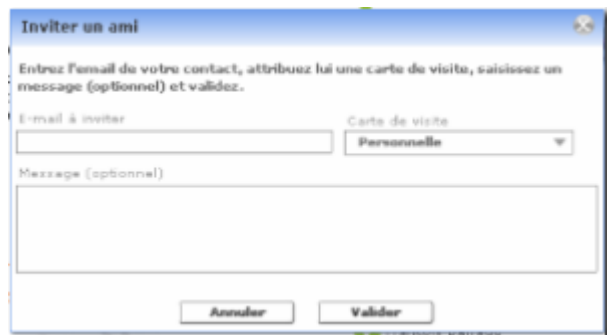 Inviter un ami
Entrez l'email de votre contact, attribuez lui une carte de visite, saisissez un
message (optionnel) et validez.
E-mail à inviter
Carte de visite
Personnelle
Message (optionnel)
Annuler
Valider